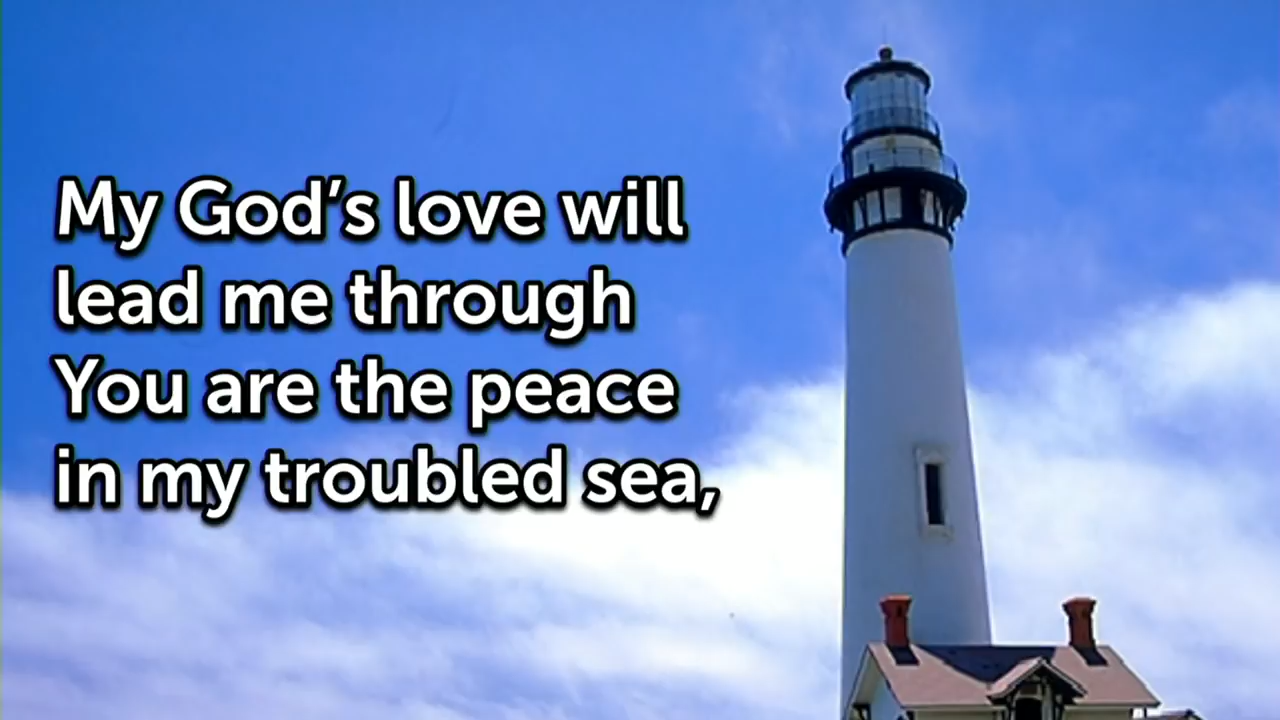 My God’s love will
lead me through
You are the peace
in my troubled sea,